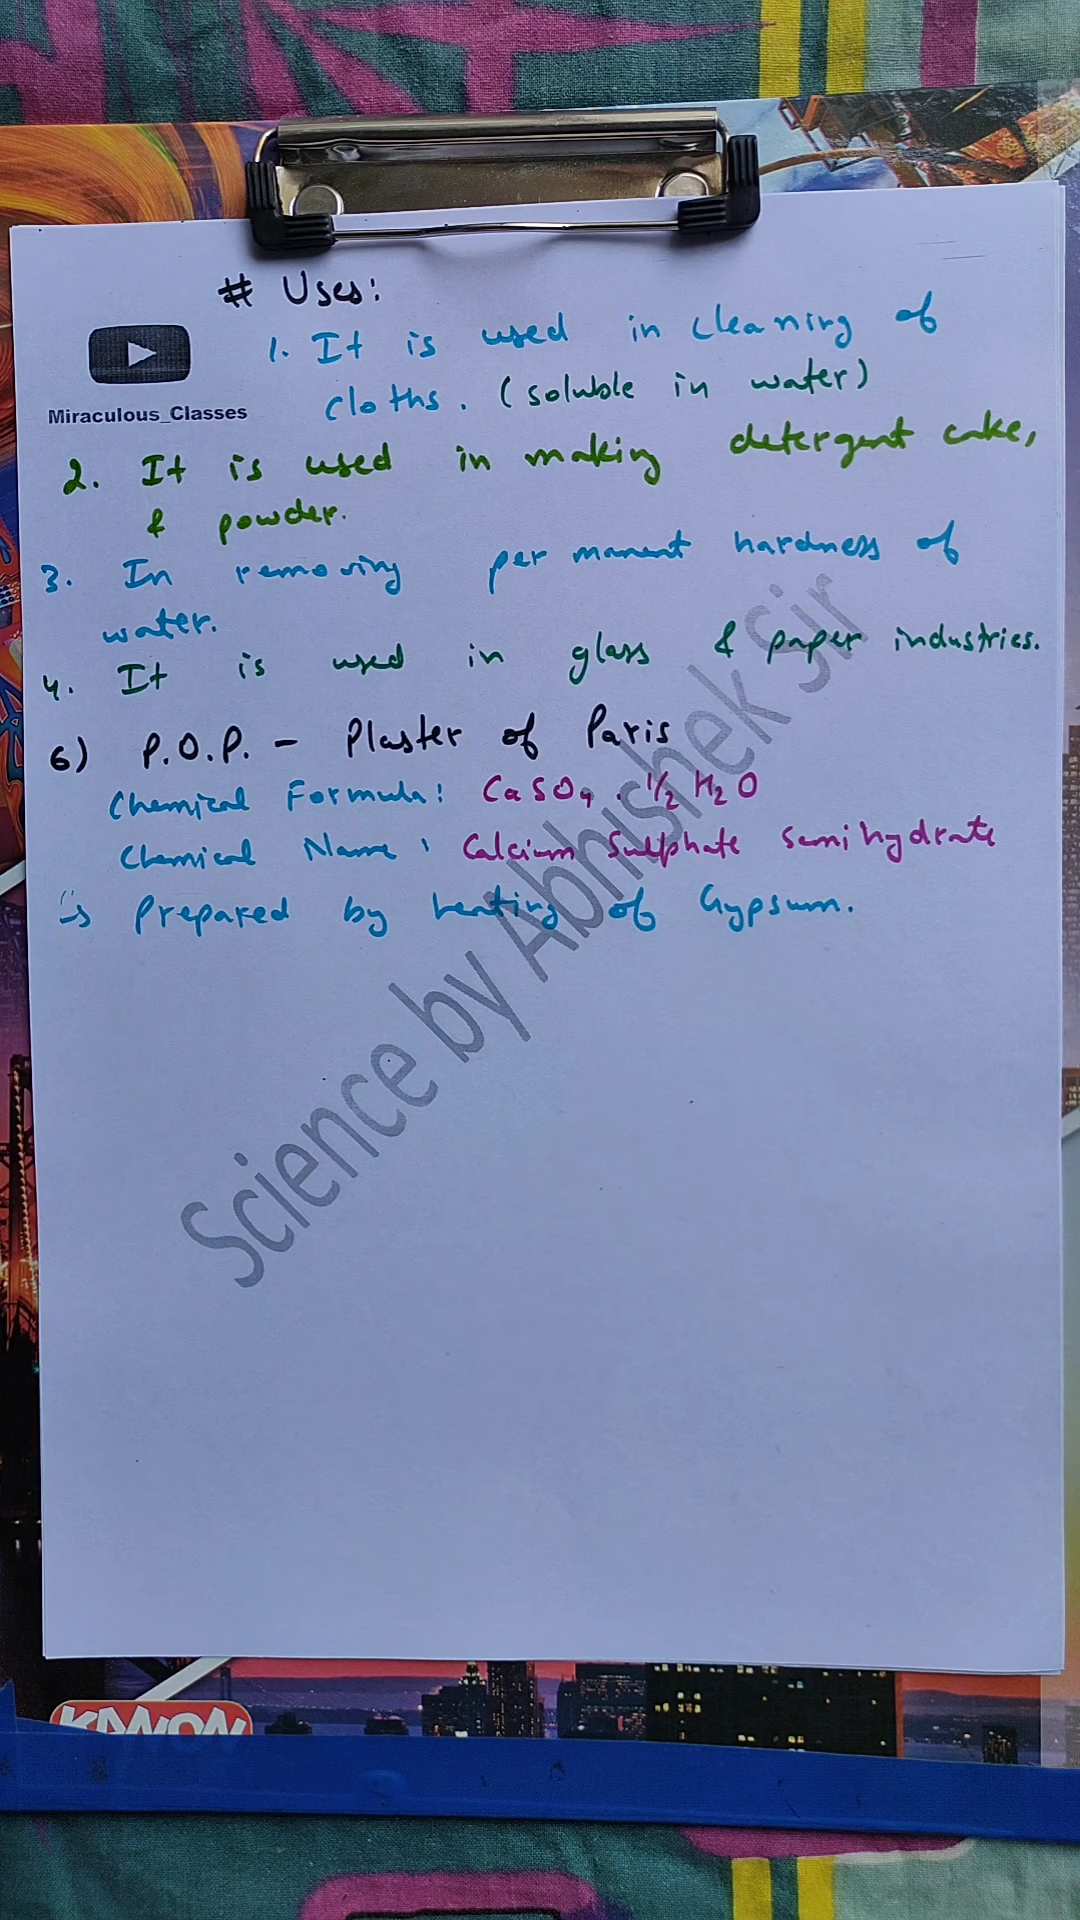 # Uses:
1. It is used in cleaning of
Miraculous_Classes
cloths. (soluble in water)
2. It is used in making detergent cake,
& powder.
3. In removing permanent hardness of
water.
4. It is used in glass & paper industries.
6) P.O.P. - Plaster of Paris
Chemical Formula: CaSO4 . 1/2 H2O
Chemical Name: Calcium Sulphate semihydrate
is Prepared by heating of Gypsum.
Science by Abhishek Sir